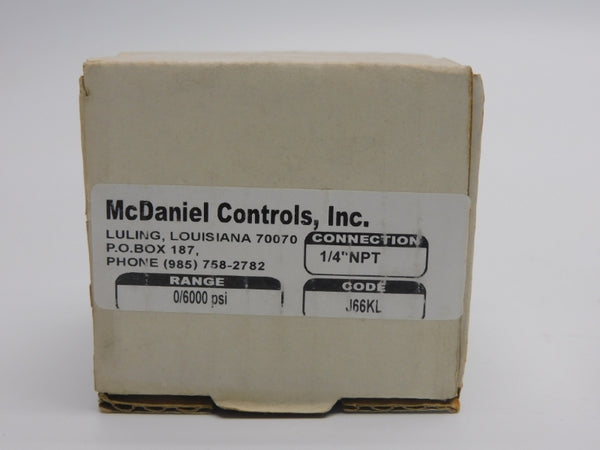 McDaniel Controls, Inc.
LULING, LOUISIANA 70070
P.O.BOX 187,
PHONE (985) 758-2782
CONNECTION
1/4"NPT
RANGE
0/6000 psi
CODE
J66KL